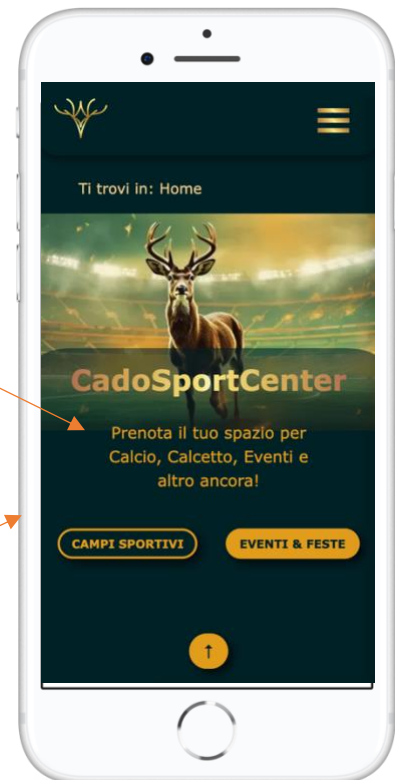 Ti trovi in: Home
CadoSportCenter
Prenota il tuo spazio per
Calcio, Calcetto, Eventi e
altro ancora!
CAMPI SPORTIVI
EVENTI & FESTE
↑